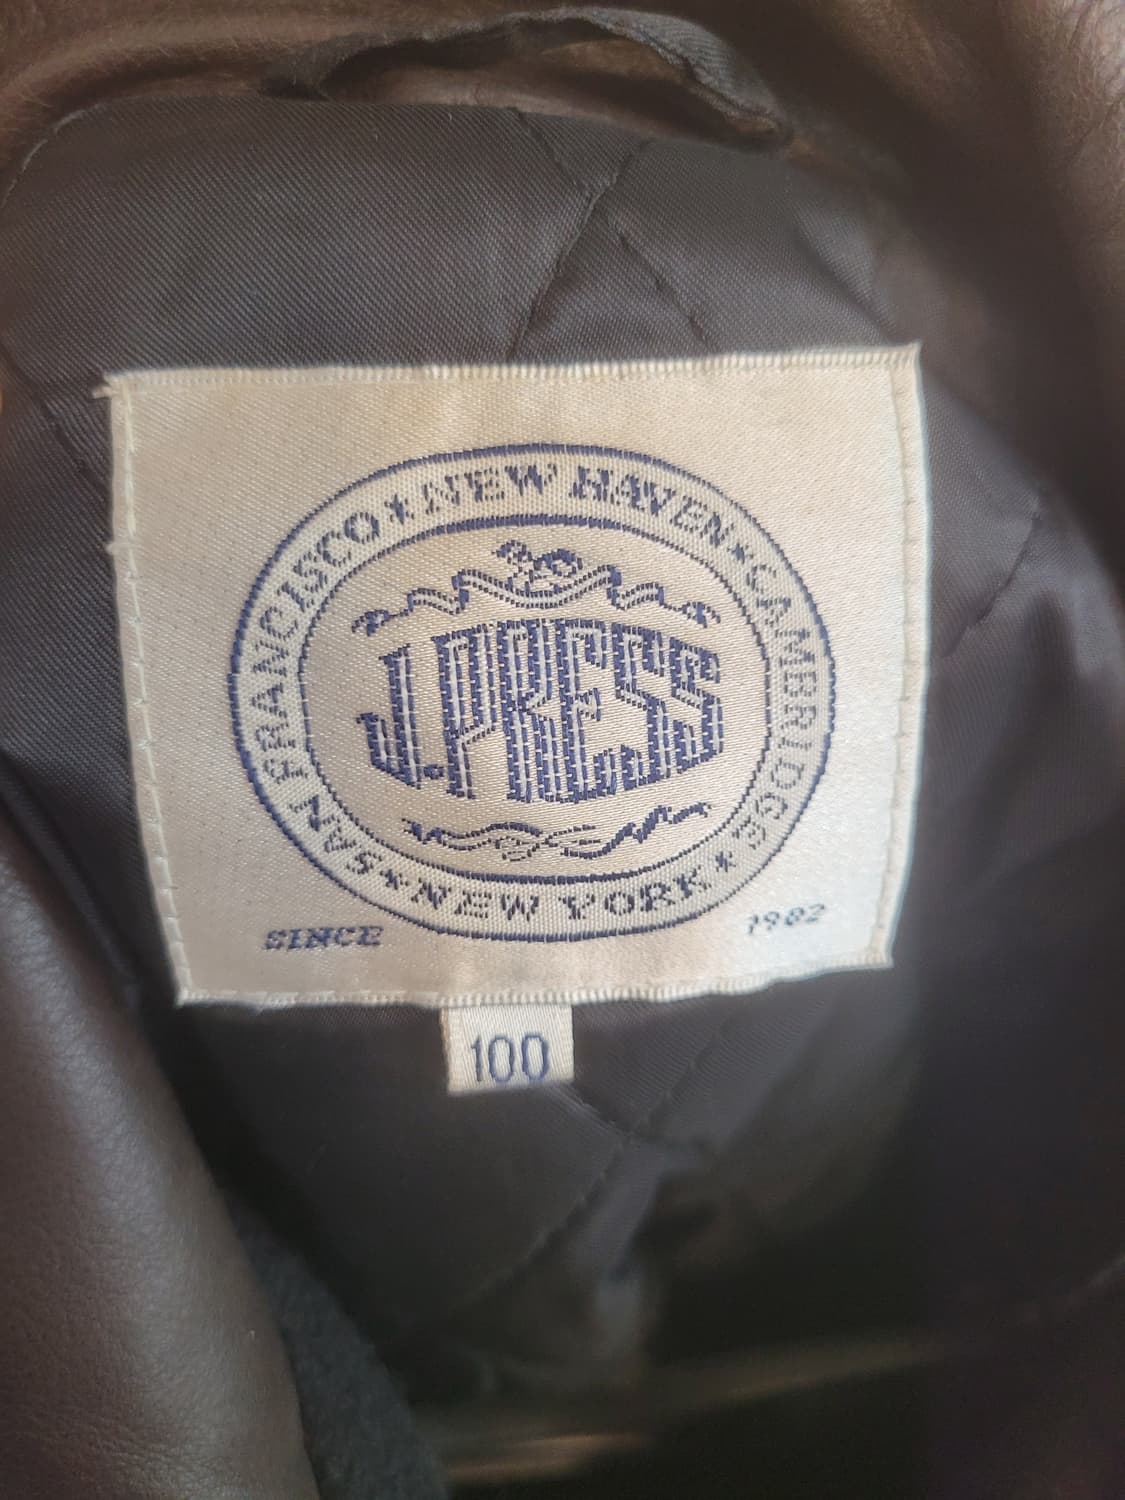 SAN FRANCISCO * NEW HAVEN * CAMBRIDGE * NEW YORK *
J.PRESS
SINCE 1902
100